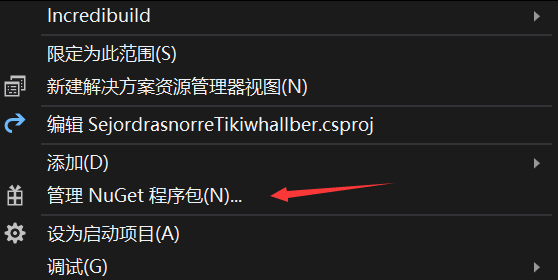 Incredibuild
限定为此范围(S)
新建解决方案资源管理器视图(N)
编辑 SejordrasnorreTikiwhallber.csproj
添加(D)
管理 NuGet 程序包(N)...
设为启动项目(A)
调试(G)